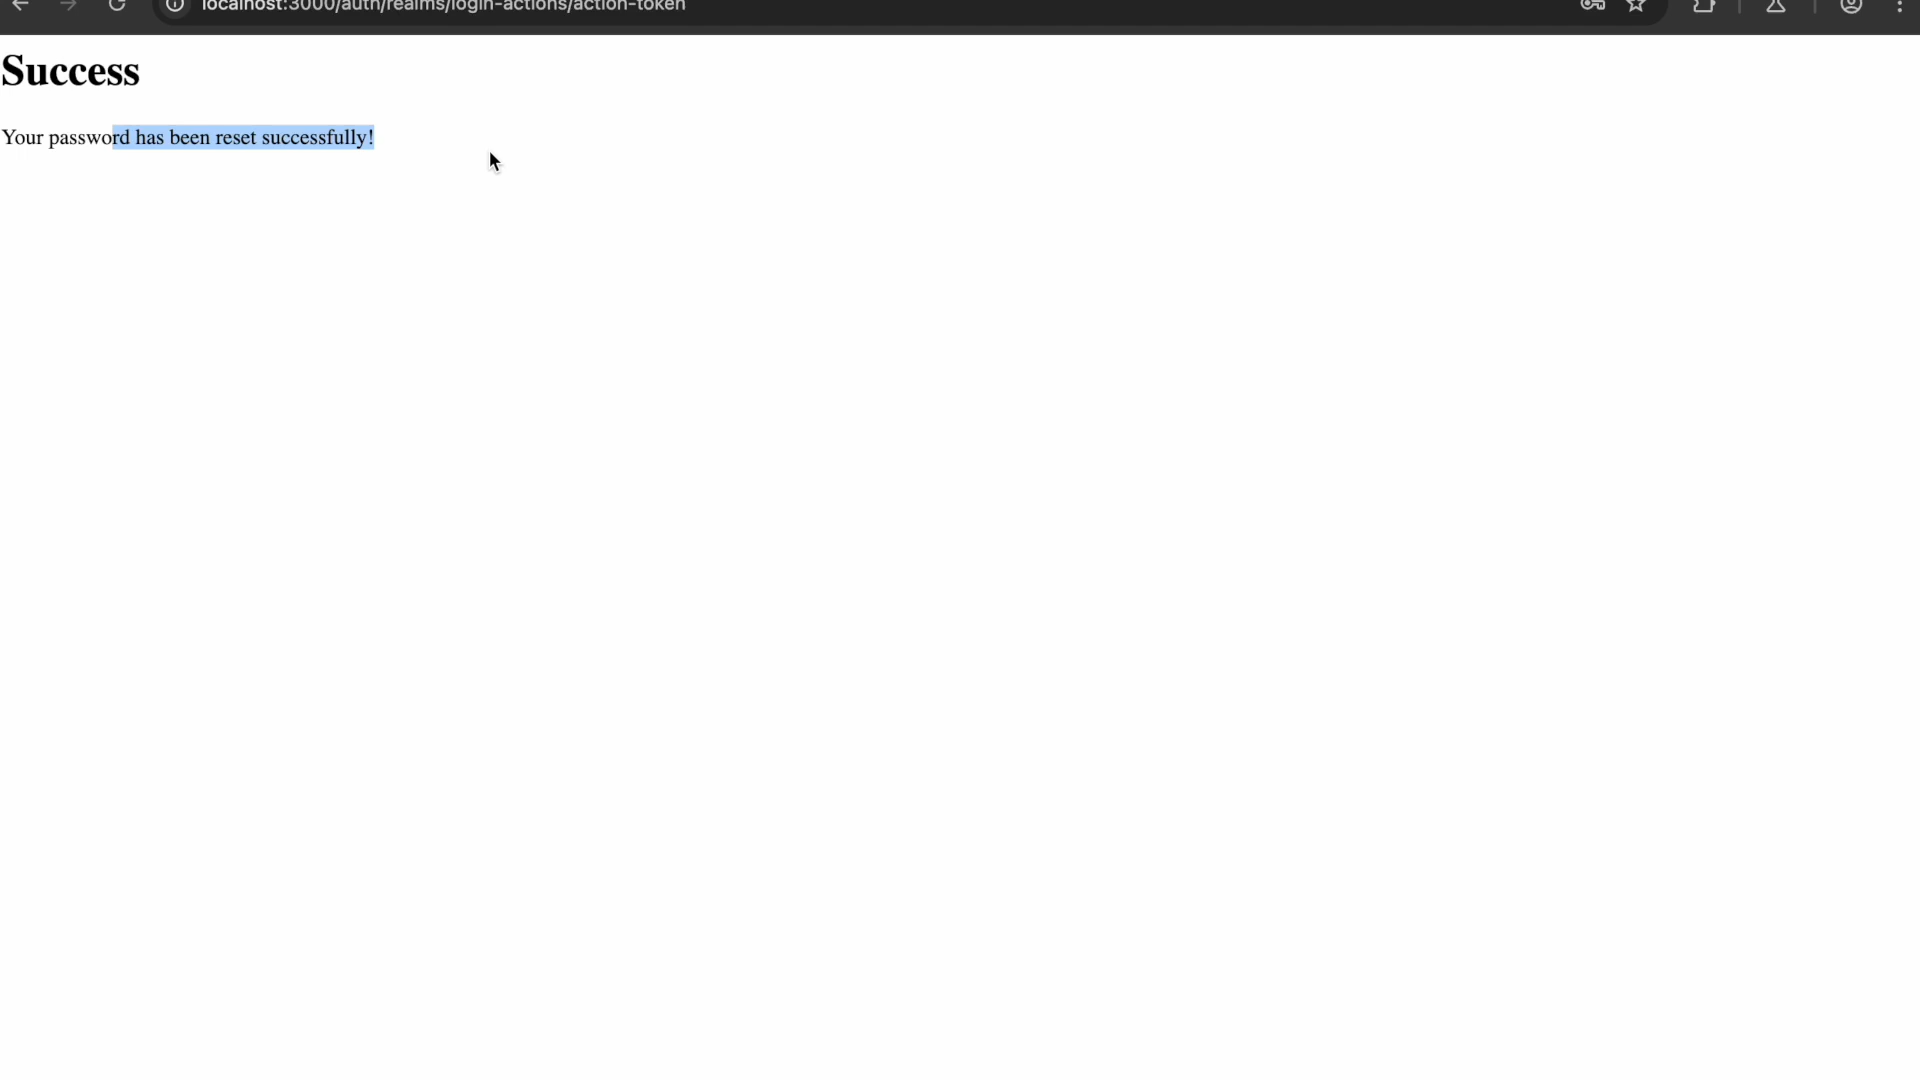 localhost:3000/auth/realms/login-actions/action-token
Success
Your password has been reset successfully!